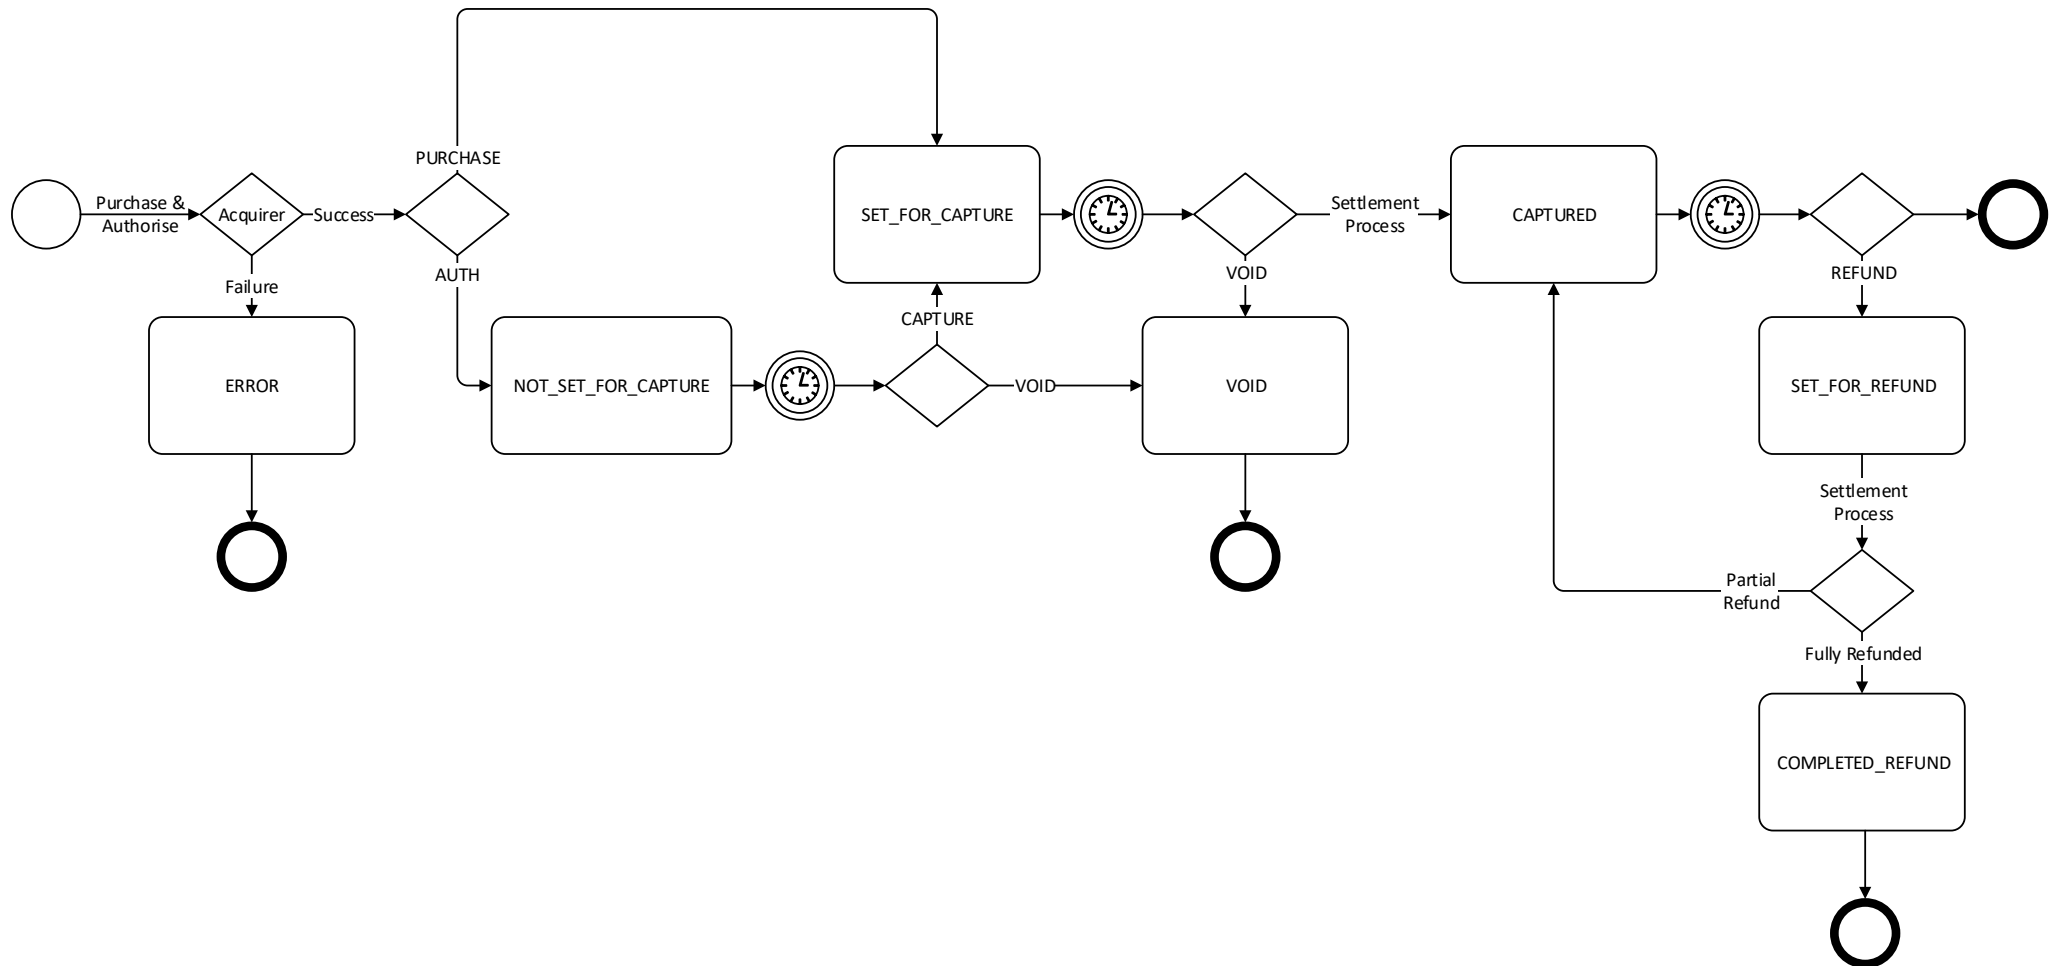 PURCHASE
Purchase &
Authorise
Acquirer
Success
SET_FOR_CAPTURE
Settlement
Process
CAPTURED
AUTH
VOID
REFUND
Failure
CAPTURE
ERROR
NOT_SET_FOR_CAPTURE
VOID
VOID
SET_FOR_REFUND
Settlement
Process
Partial
Refund
Fully Refunded
COMPLETED_REFUND